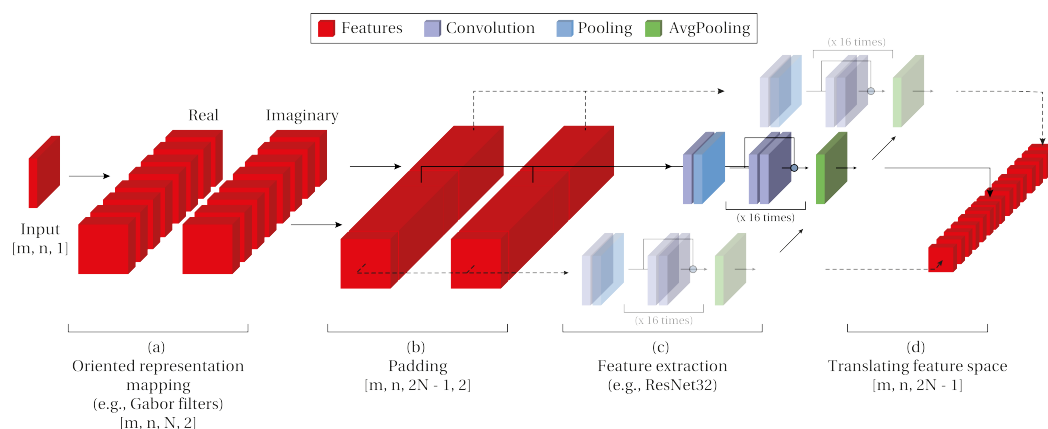 Features
Convolution
Pooling
AvgPooling
(x 16 times)
Real
Imaginary
Input
[m, n, 1]
(x 16 times)
(x 16 times)
(a)
Oriented representation
mapping
(e.g., Gabor filters)
[m, n, N, 2]
(b)
Padding
[m, n, 2N - 1, 2]
(c)
Feature extraction
(e.g., ResNet32)
(d)
Translating feature space
[m, n, 2N - 1]